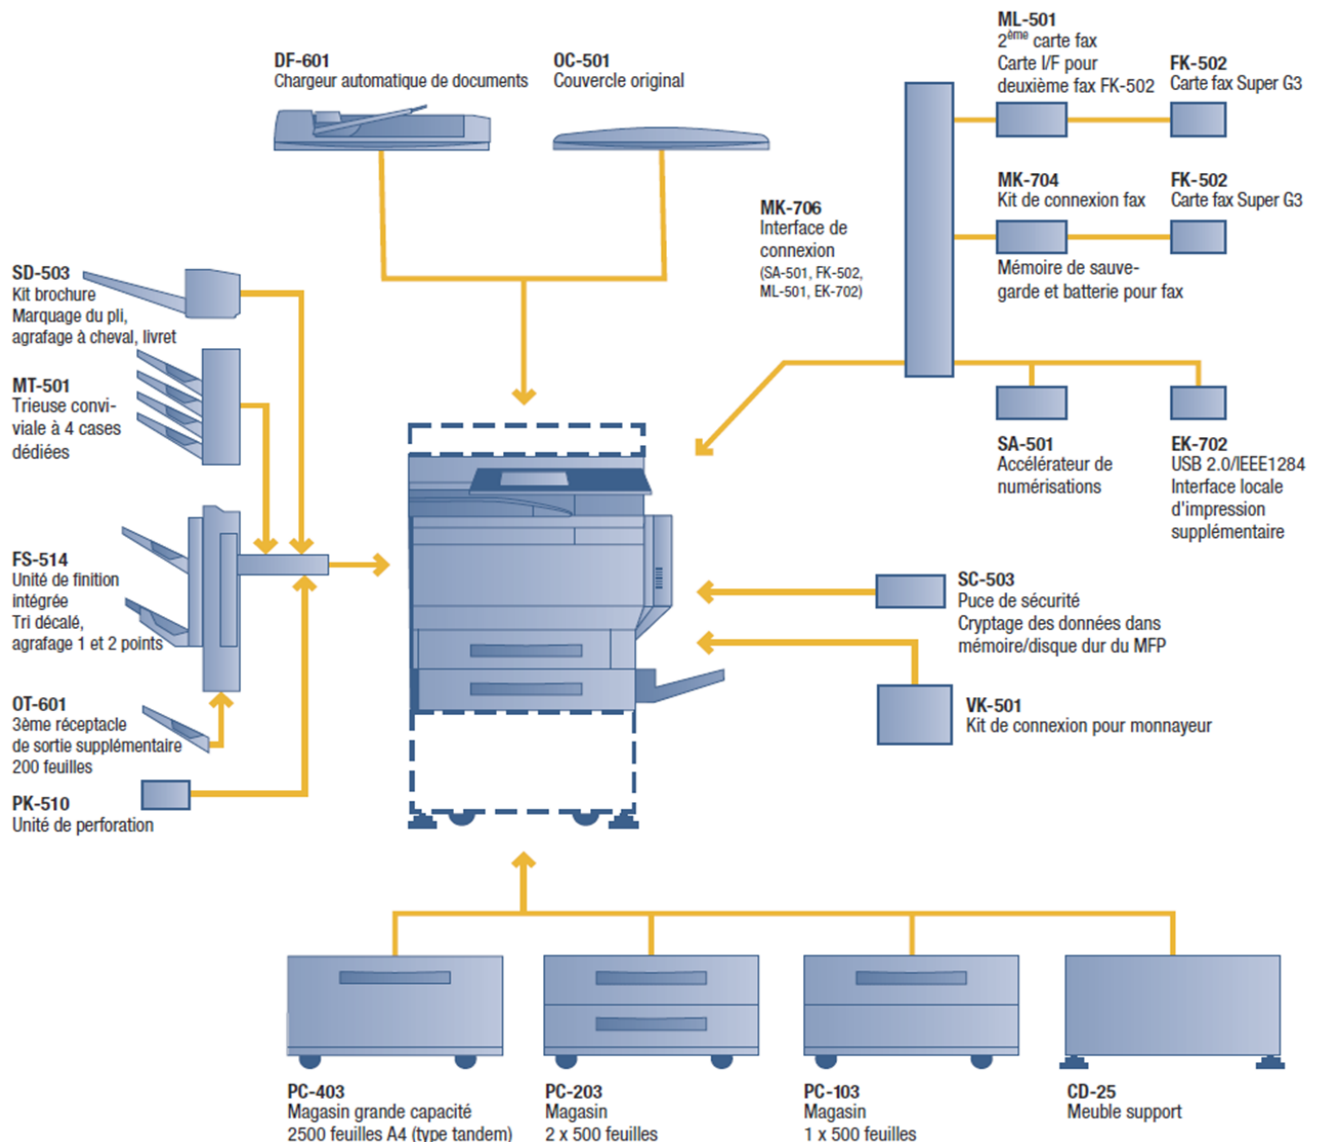 DF-601
Chargeur automatique de documents
OC-501
Couvercle original
ML-501
2ème carte fax
Carte I/F pour
deuxième fax FK-502
FK-502
Carte fax Super G3
MK-704
Kit de connexion fax
FK-502
Carte fax Super G3
Mémoire de sauve-
garde et batterie pour fax
MK-706
Interface de
connexion
(SA-501, FK-502,
ML-501, EK-702)
SD-503
Kit brochure
Marquage du pli,
agrafage à cheval, livret
MT-501
Trieuse convi-
viale à 4 cases
dédiées
SA-501
Accélérateur de
numérisations
EK-702
USB 2.0/IEEE1284
Interface locale
d'impression
supplémentaire
FS-514
Unité de finition
intégrée
Tri décalé,
agrafage 1 et 2 points
SC-503
Puce de sécurité
Cryptage des données dans
mémoire/disque dur du MFP
OT-601
3ème réceptacle
de sortie supplémentaire
200 feuilles
VK-501
Kit de connexion pour monnayeur
PK-510
Unité de perforation
PC-403
Magasin grande capacité
2500 feuilles A4 (type tandem)
PC-203
Magasin
2 x 500 feuilles
PC-103
Magasin
1 x 500 feuilles
CD-25
Meuble support